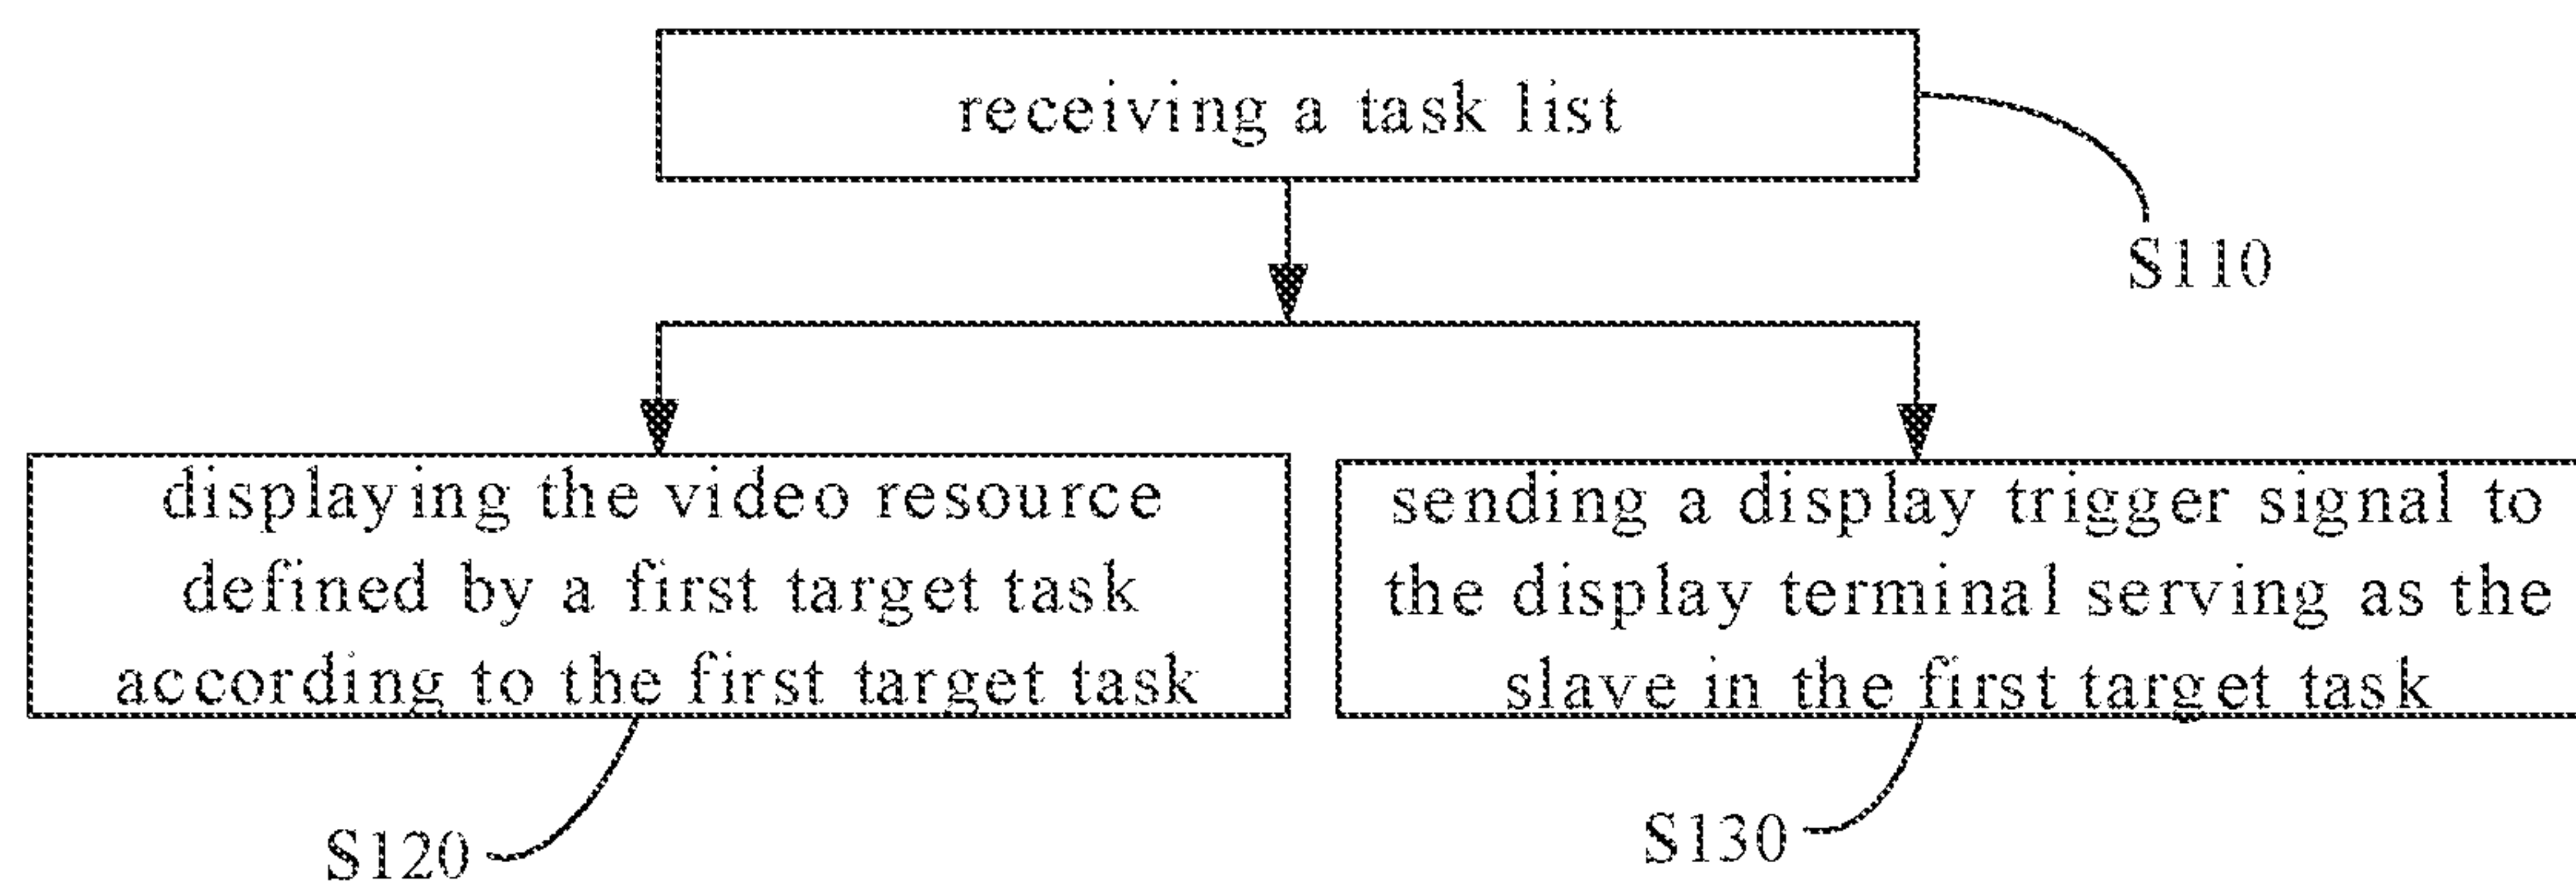 receiving a task list
S110
displaying the video resource
defined by a first target task
according to the first target task
sending a display trigger signal to
the display terminal serving as the
slave in the first target task
S120
S130